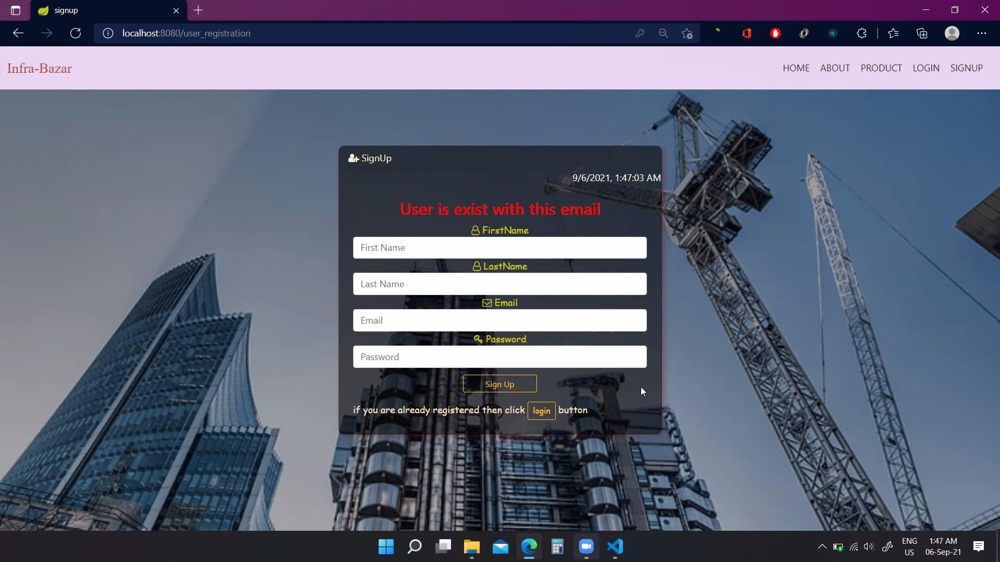 signup
localhost:8080/user_registration
Infra-Bazar
HOME ABOUT PRODUCT LOGIN SIGNUP
SignUp
9/6/2021, 1:47:03 AM
User is exist with this email
FirstName
First Name
LastName
Last Name
Email
Email
Password
Password
Sign Up
if you are already registered then click login button
ENG
US
1:47 AM
06-Sep-21